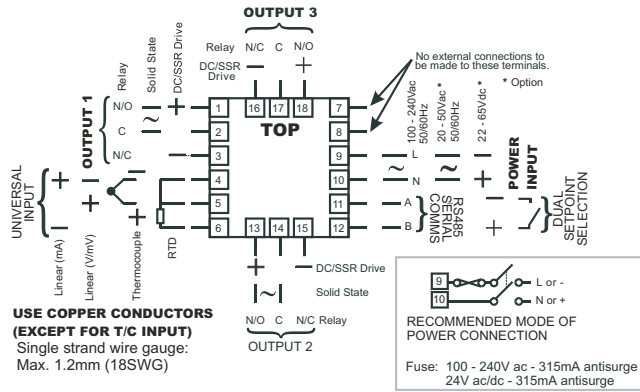 OUTPUT 3
Relay N/C C N/O
DC/SSR
Drive
No external connections to
be made to these terminals.
* Option
OUTPUT 1
Relay
Solid State
DC/SSR Drive
N/O
C
N/C
TOP
16 17 18
1
2
3
4
5
6
7
8
9
10
11
12
13 14 15
100 - 240Vac
50/60Hz
20 - 50Vac *
50/60Hz
22 - 65Vdc *
POWER
INPUT
L
N
A
B
RS485
SERIAL
COMMS
DUAL
SETPOINT
SELECTION
UNIVERSAL
INPUT
Linear (mA)
Linear (V/mV)
Thermocouple
RTD
DC/SSR Drive
Solid State
N/O C N/C Relay
OUTPUT 2
USE COPPER CONDUCTORS
(EXCEPT FOR T/C INPUT)
Single strand wire gauge:
Max. 1.2mm (18SWG)
9 L or -
10 N or +
RECOMMENDED MODE OF
POWER CONNECTION
Fuse: 100 - 240V ac - 315mA antisurge
24V ac/dc - 315mA antisurge